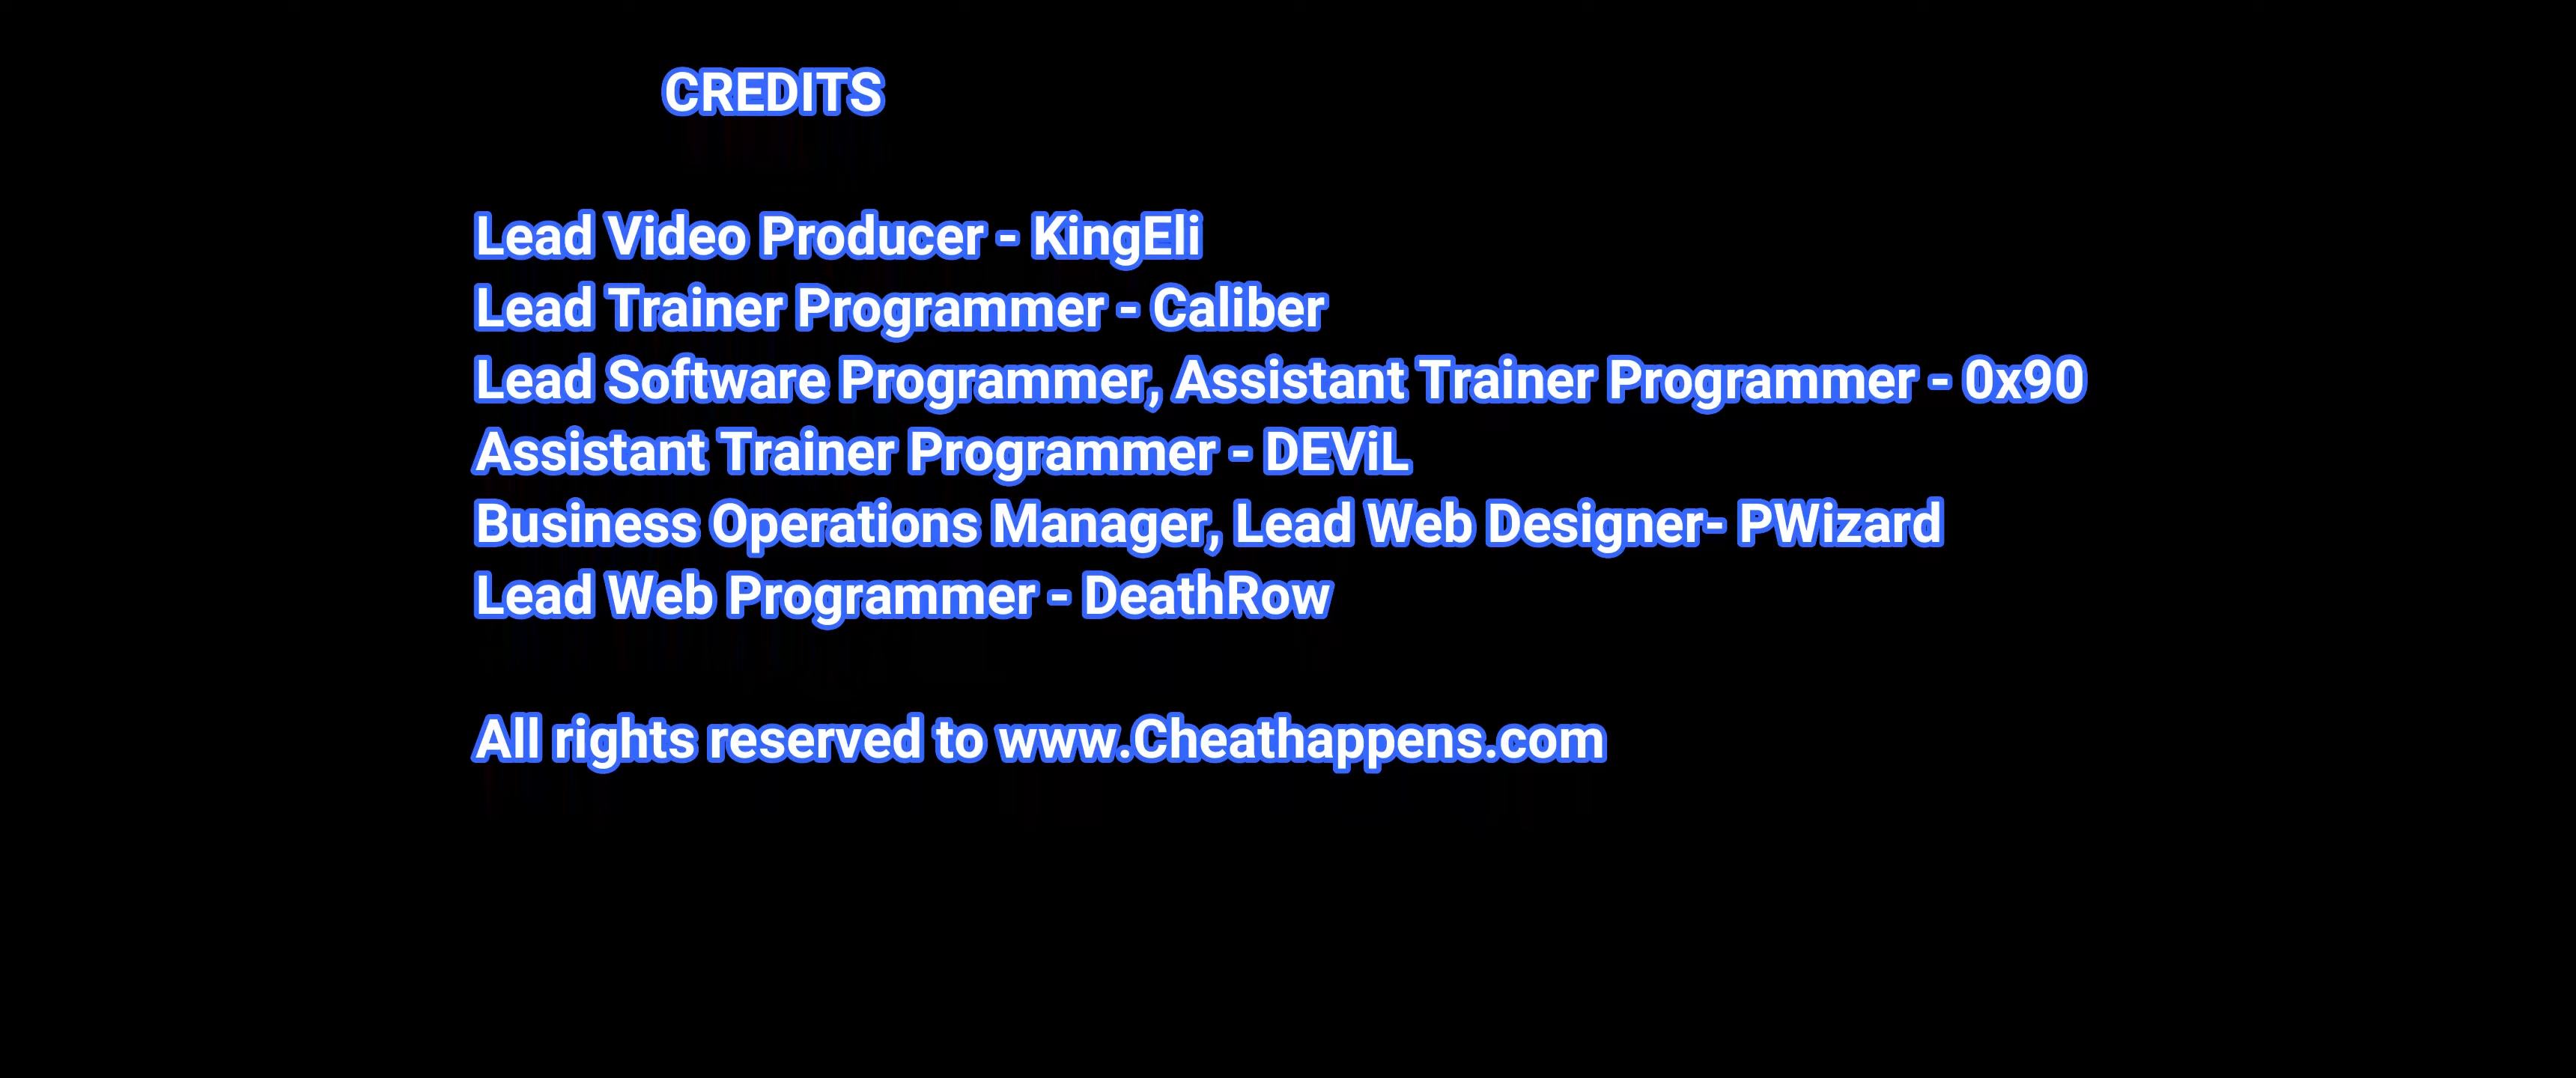 CREDITS
Lead Video Producer - KingEli
Lead Trainer Programmer - Caliber
Lead Software Programmer, Assistant Trainer Programmer - 0x90
Assistant Trainer Programmer - DEViL
Business Operations Manager, Lead Web Designer- PWizard
Lead Web Programmer - DeathRow
All rights reserved to www.Cheathappens.com